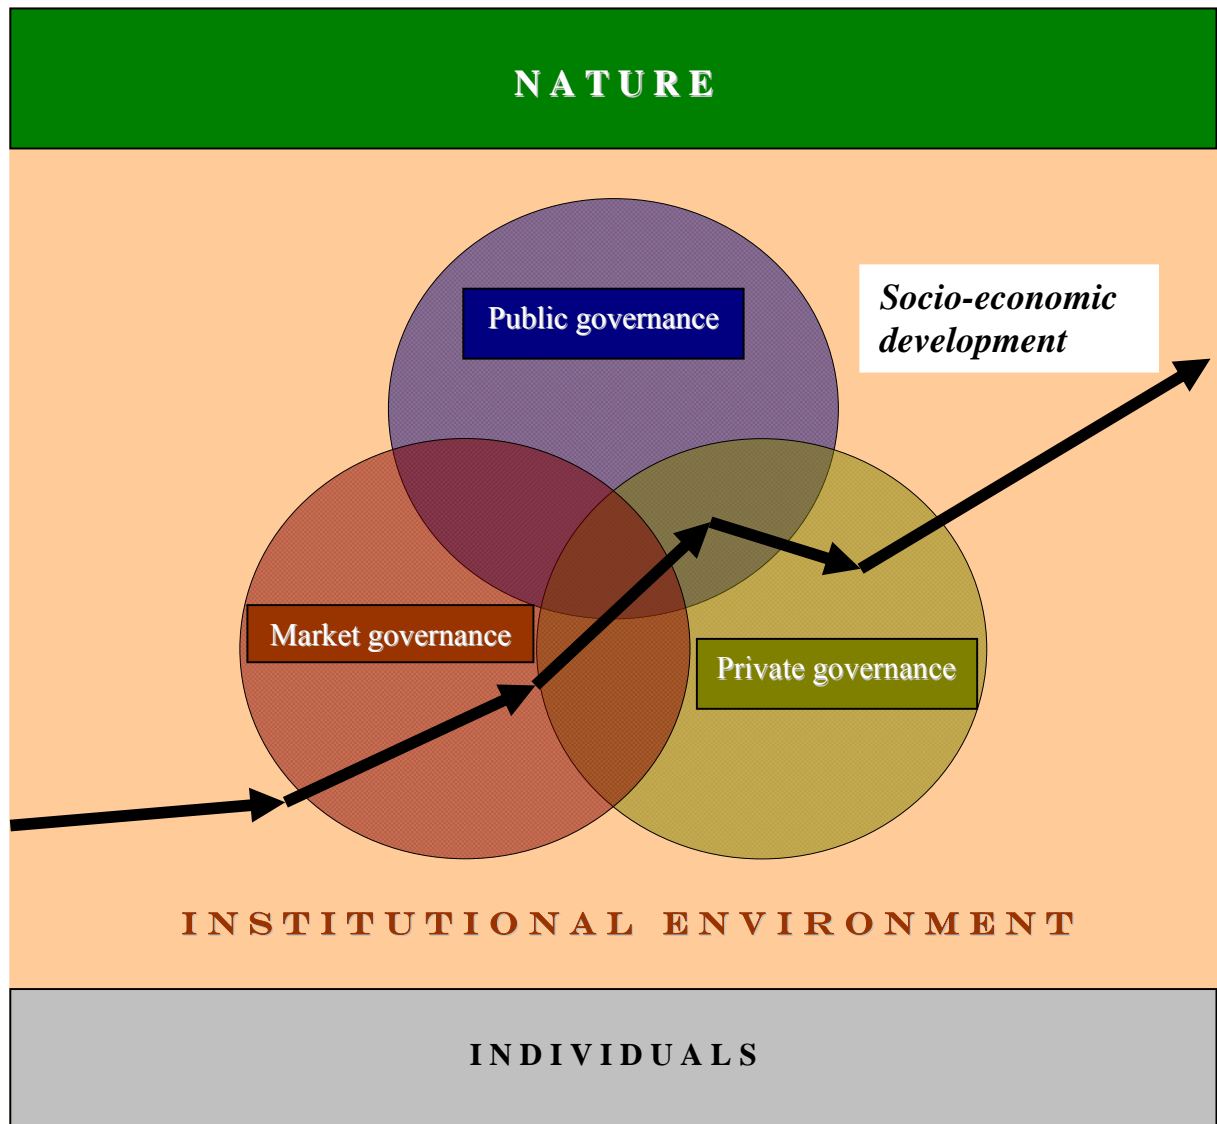 NATURE
Public governance
Socio-economic
development
Market governance
Private governance
INSTITUTIONAL ENVIRONMENT
INDIVIDUALS